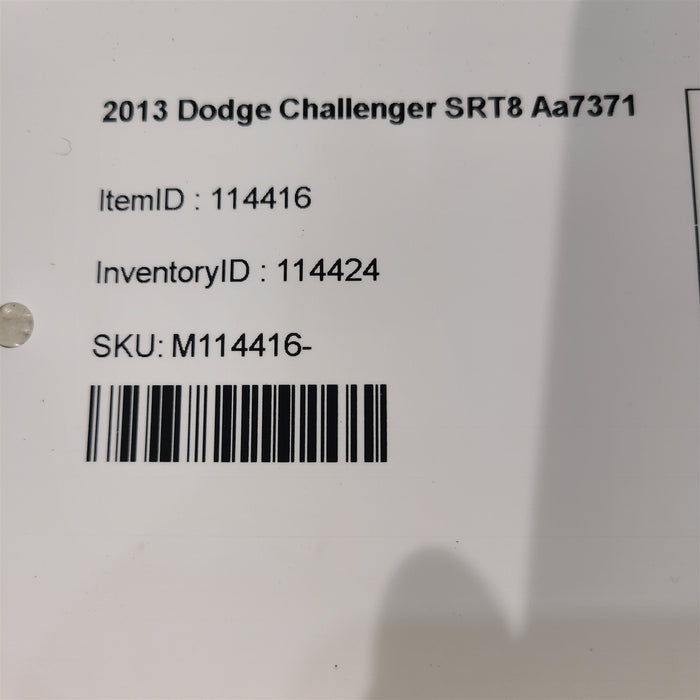 2013 Dodge Challenger SRT8 Aa7371
ItemID : 114416
InventoryID : 114424
SKU: M114416-